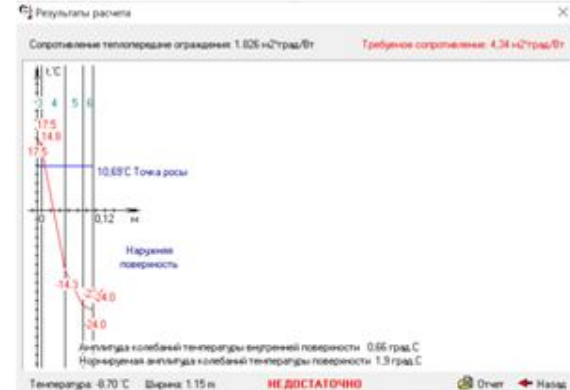 Результаты расчета
Сопротивление теплопередаче ограждения: 1.826 м2*град/Вт Требуемое сопротивление: 4,34 м2*град/Вт
t,°C
3 4 5 6
17.5
14.8
17.5
10,69°C Точка росы
0 0,12 м
Наружняя
поверхность
-14.3
-24.0
-24.0
Амплитуда колебаний температуры внутренней поверхности 0.66 град.С
Нормируемая амплитуда колебаний температуры поверхности 1,9 град.С
Температура: -8.70 °C Ширина: 1.15 m НЕДОСТАТОЧНО Отчет Назад